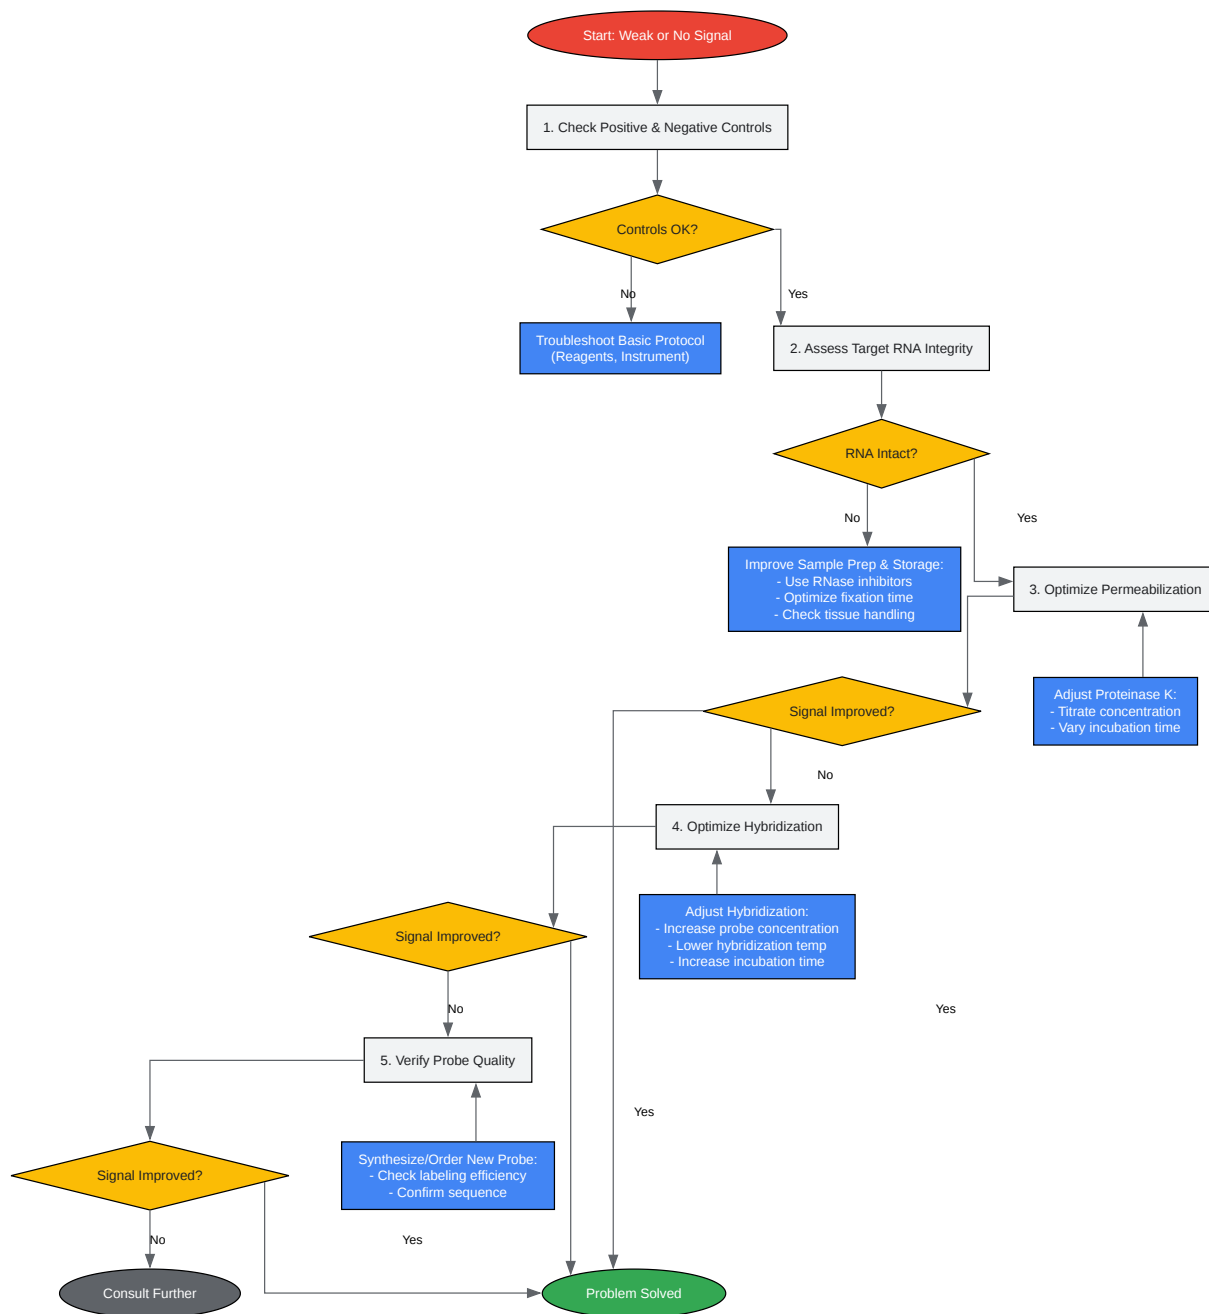 Start: Weak or No Signal
1. Check Positive & Negative Controls
Controls OK?
No
Yes
Troubleshoot Basic Protocol
(Reagents, Instrument)
2. Assess Target RNA Integrity
RNA Intact?
No
Yes
Improve Sample Prep & Storage:
- Use RNase inhibitors
- Optimize fixation time
- Check tissue handling
3. Optimize Permeabilization
Adjust Proteinase K:
- Titrate concentration
- Vary incubation time
Signal Improved?
No
4. Optimize Hybridization
Adjust Hybridization:
- Increase probe concentration
- Lower hybridization temp
- Increase incubation time
Signal Improved?
No
Yes
5. Verify Probe Quality
Yes
Synthesize/Order New Probe:
- Check labeling efficiency
- Confirm sequence
Signal Improved?
No
Yes
Consult Further
Problem Solved